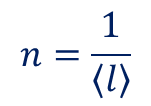 n = 1/⟨l⟩